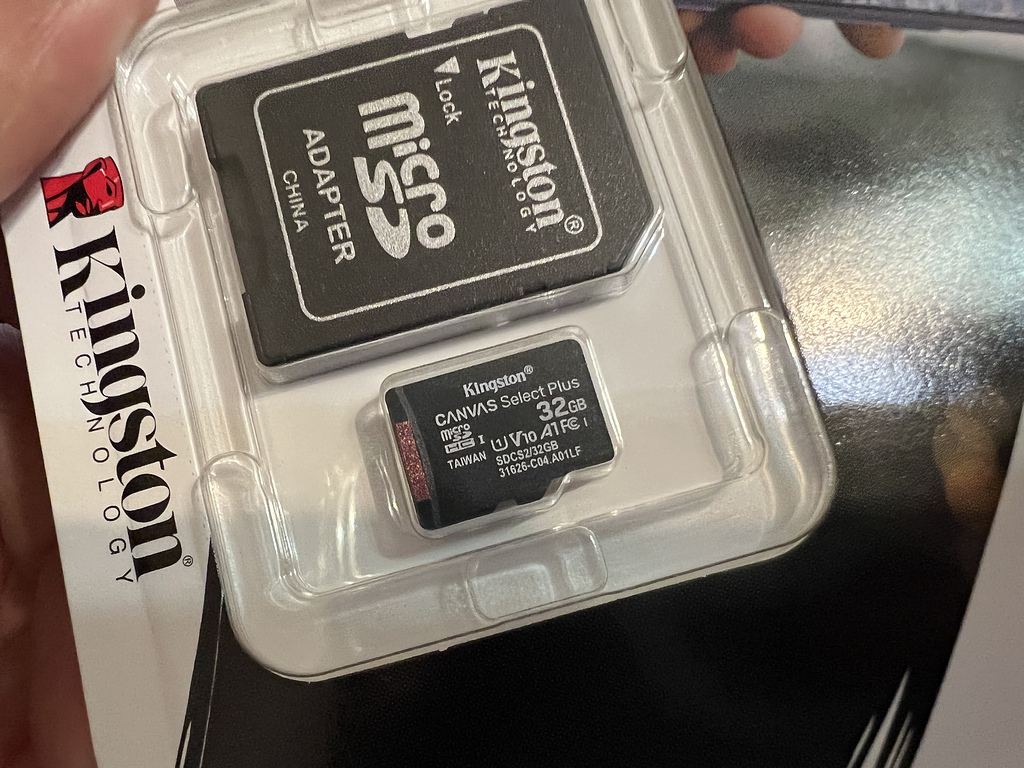 Kingston®
TECHNOLOGY
Lock
micro
SD
ADAPTER
CHINA
Kingston®
TECHNOLOGY
Kingston®
CANVAS Select Plus
32GB
micro
SD
HC I U1 V10 A1 FC I
TAIWAN SDCS2/32GB
31626-C04.A01LF